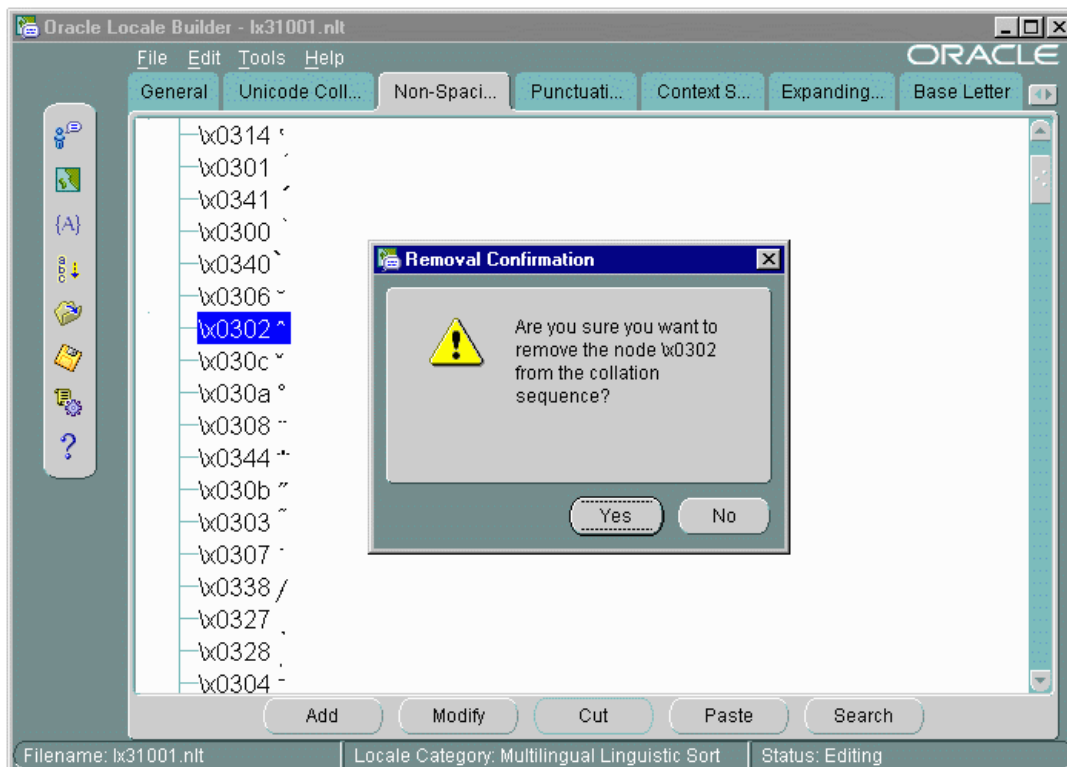 Oracle Locale Builder - lx31001.nlt
File Edit Tools Help
ORACLE
General Unicode Coll... Non-Spaci... Punctuati... Context S... Expanding... Base Letter
{A}
a
b
c
?
\x0314 ʽ
\x0301 ´
\x0341 ´
\x0300 `
\x0340 `
\x0306 ˘
\x0302 ^
\x030c ˇ
\x030a °
\x0308 ¨
\x0344 ΅
\x030b ˝
\x0303 ˜
\x0307 ˙
\x0338 /
\x0327 ¸
\x0328 ˛
\x0304 ¯
Removal Confirmation
Are you sure you want to
remove the node \x0302
from the collation
sequence?
Yes No
Add Modify Cut Paste Search
Filename: lx31001.nlt Locale Category: Multilingual Linguistic Sort Status: Editing